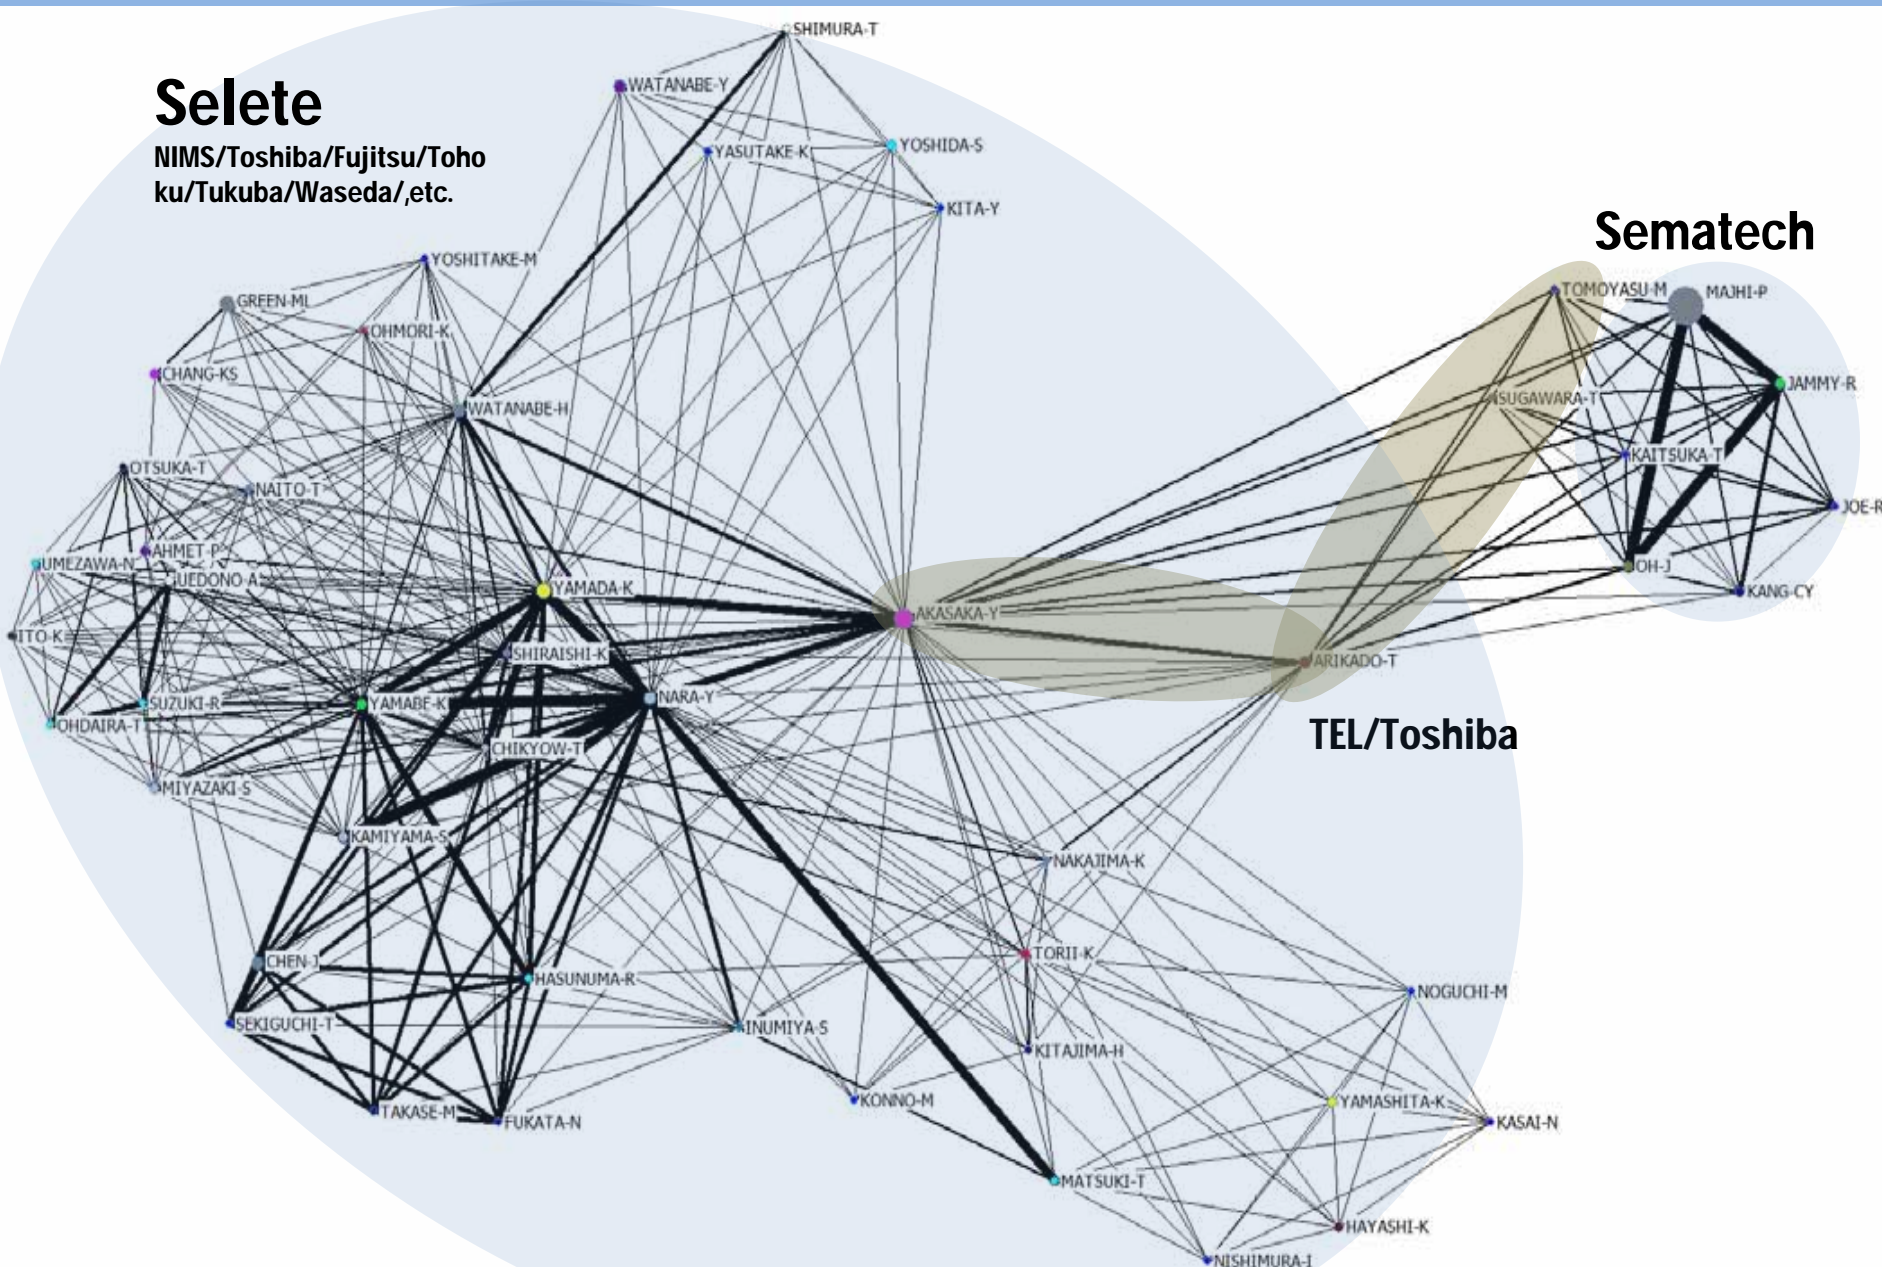 SHIMURA-T
Selete
WATANABE-Y
NIMS/Toshiba/Fujitsu/Toho
ku/Tukuba/Waseda/,etc.
YASUTAKE-K
YOSHIDA-S
KITA-Y
Sematech
YOSHITAKE-M
GREEN-ML
OHMORI-K
CHANG-KS
WATANABE-H
TOMOYASU-M
MAJHI-P
JAMMY-R
SUGAWARA-T
KAITSUKA-T
JOE-R
OH-J
KANG-CY
OTSUKA-T
NAITO-T
AHMET-P
UMEZAWA-N
UEDONO-A
YAMADA-K
AKASAKA-Y
ITO-K
SHIRAISHI-K
ARIKADO-T
SUZUKI-R
YAMABE-K
NARA-Y
OHDAIRA-T
CHIKYOW-T
TEL/Toshiba
MIYAZAKI-S
KAMIYAMA-S
NAKAJIMA-K
CHEN-J
HASUNUMA-R
TORII-K
NOGUCHI-M
SEKIGUCHI-T
INUMIYA-S
KITAJIMA-H
TAKASE-M
FUKATA-N
KONNO-M
YAMASHITA-K
KASAI-N
MATSUKI-T
HAYASHI-K
NISHIMURA-I